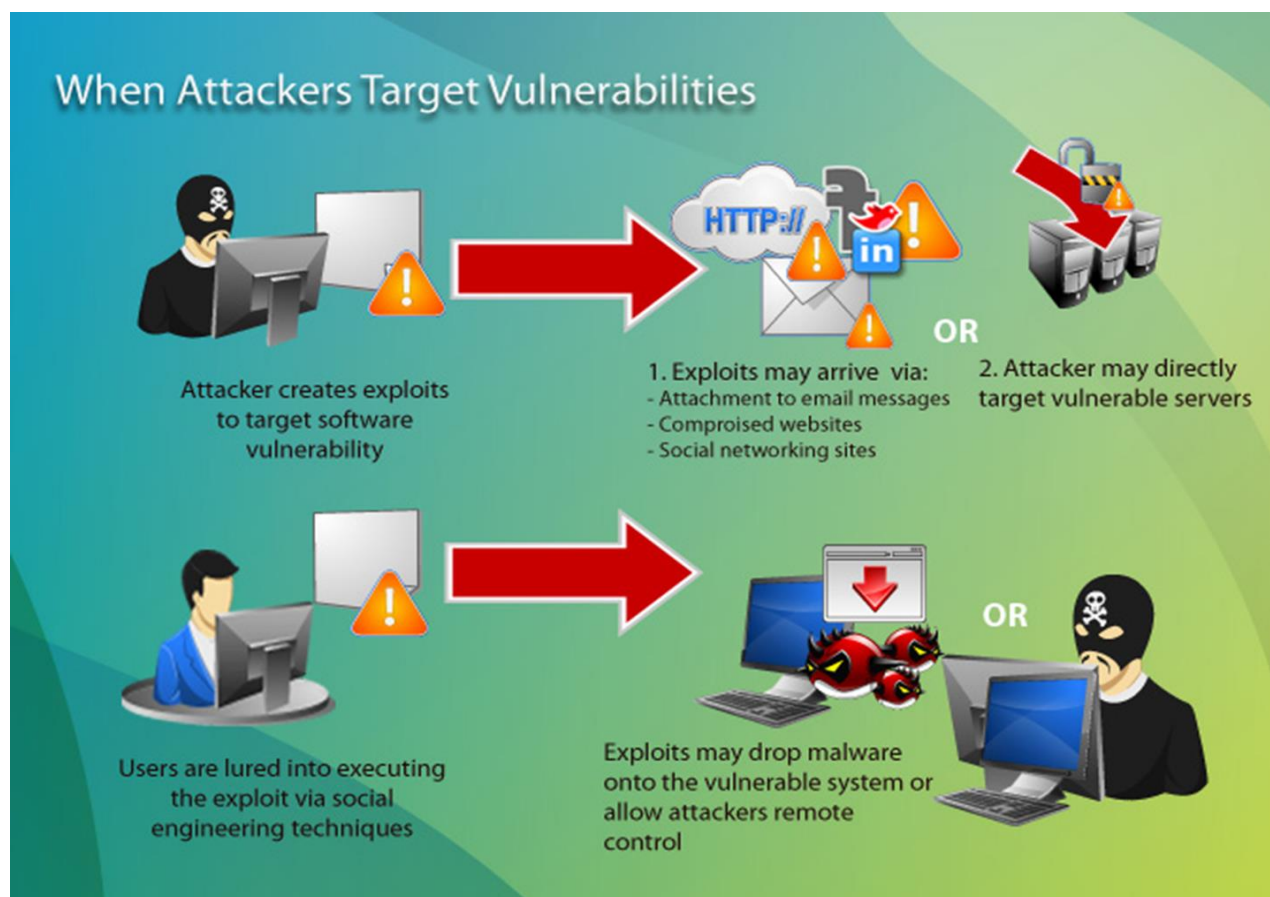 When Attackers Target Vulnerabilities
HTTP://
in
OR
Attacker creates exploits
to target software
vulnerability
1. Exploits may arrive via:
- Attachment to email messages
- Comproised websites
- Social networking sites
2. Attacker may directly
target vulnerable servers
OR
Users are lured into executing
the exploit via social
engineering techniques
Exploits may drop malware
onto the vulnerable system or
allow attackers remote
control